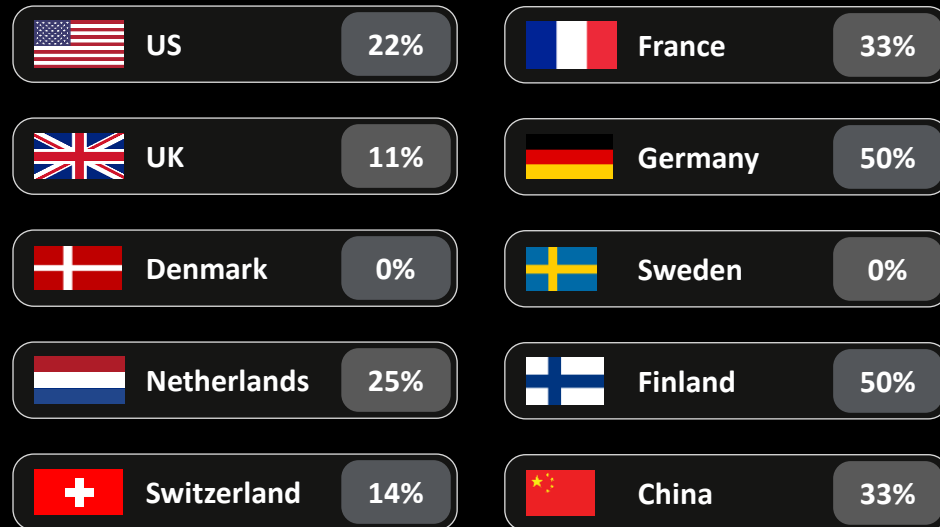 US 22%
France 33%
UK 11%
Germany 50%
Denmark 0%
Sweden 0%
Netherlands 25%
Finland 50%
Switzerland 14%
China 33%